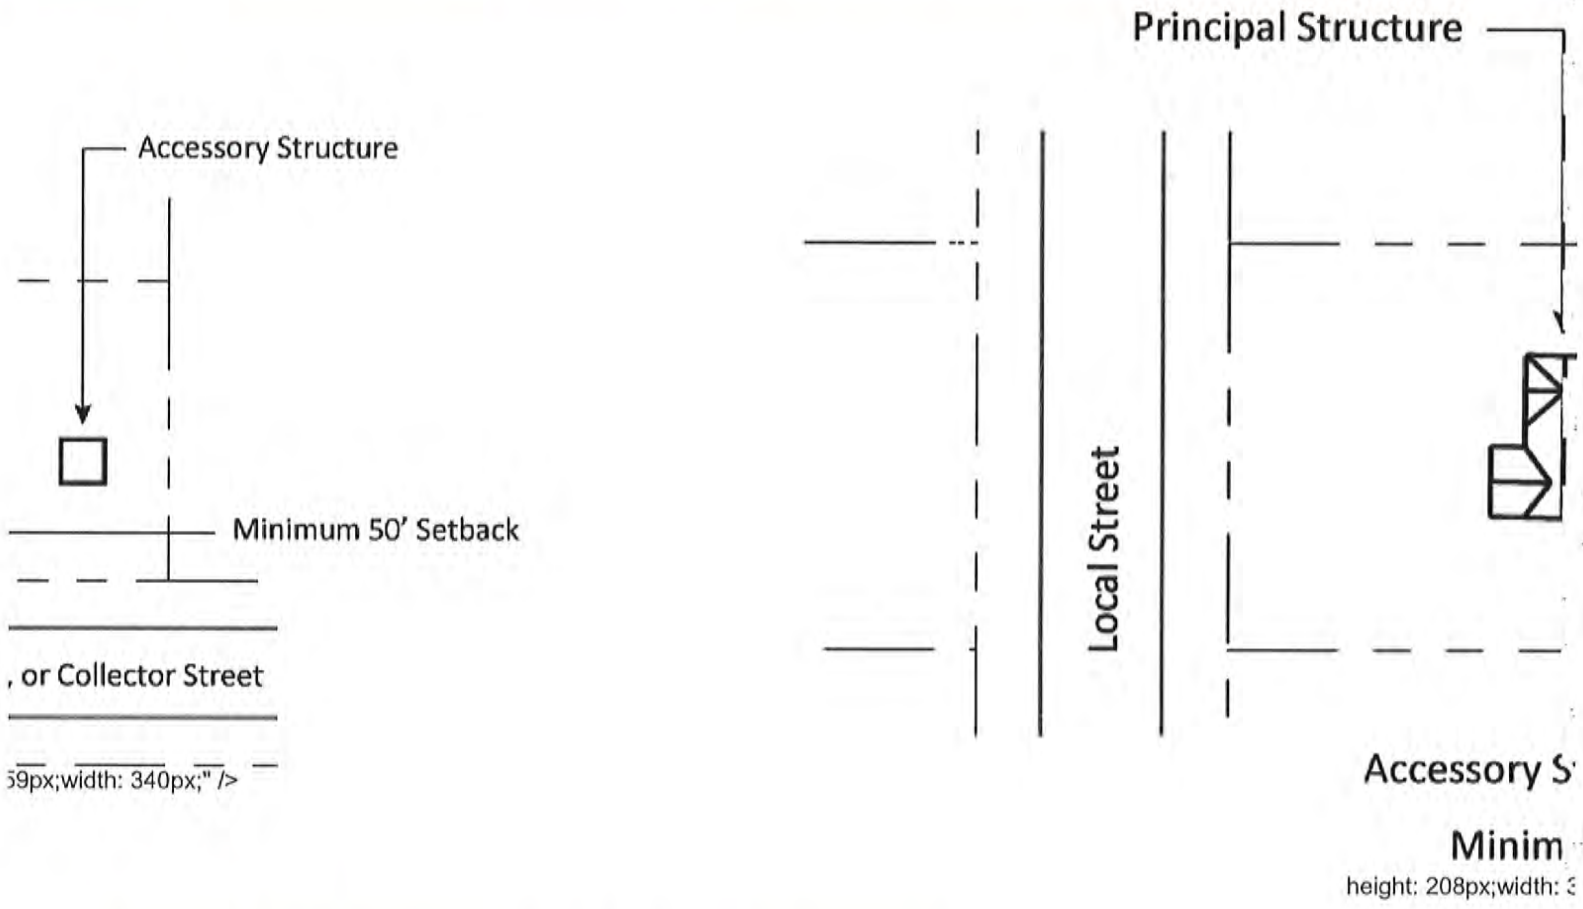 Principal Structure
Accessory Structure
Minimum 50' Setback
Local Street
, or Collector Street
59px;width: 340px;" />
Accessory
Minim
height: 208px;width: